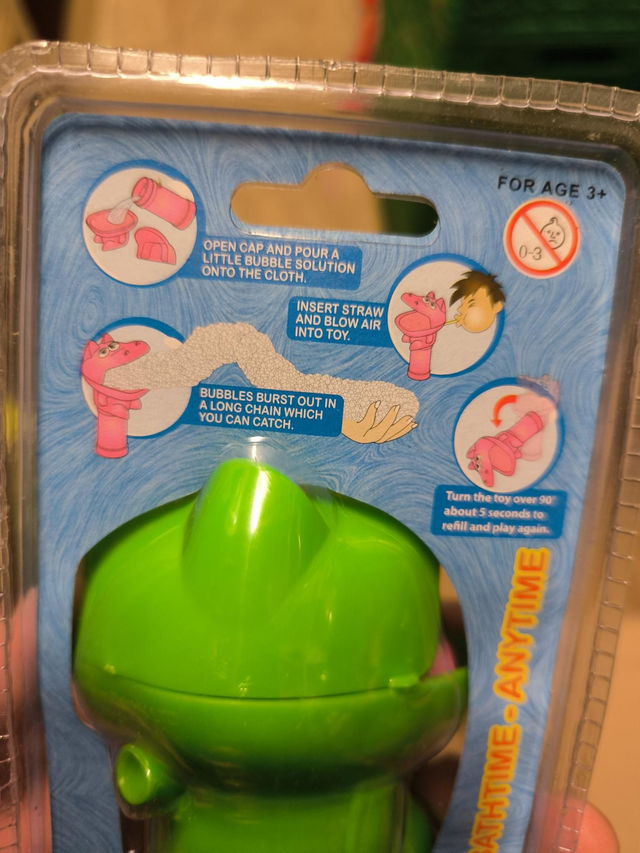 FOR AGE 3+
0-3
OPEN CAP AND POUR A
LITTLE BUBBLE SOLUTION
ONTO THE CLOTH.
INSERT STRAW
AND BLOW AIR
INTO TOY.
BUBBLES BURST OUT IN
A LONG CHAIN WHICH
YOU CAN CATCH.
Turn the toy over 90°
about 5 seconds to
refill and play again.
BATHTIME - ANYTIME